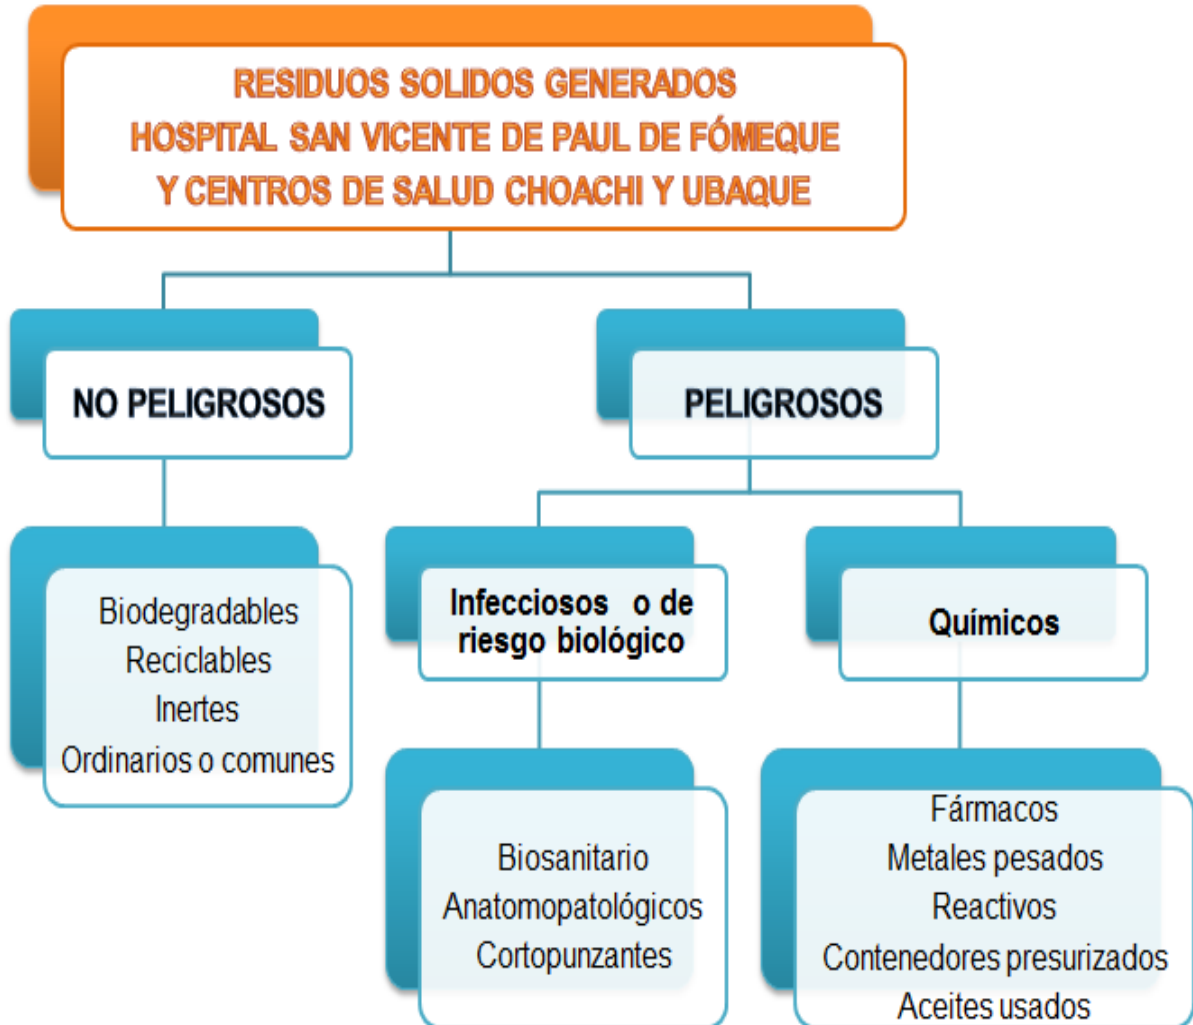 RESIDUOS SOLIDOS GENERADOS
HOSPITAL SAN VICENTE DE PAUL DE FÓMEQUE
Y CENTROS DE SALUD CHOACHI Y UBAQUE
NO PELIGROSOS
PELIGROSOS
Biodegradables
Reciclables
Inertes
Ordinarios o comunes
Infecciosos o de
riesgo biológico
Químicos
Biosanitario
Anatomopatológicos
Cortopunzantes
Fármacos
Metales pesados
Reactivos
Contenedores presurizados
Aceites usados